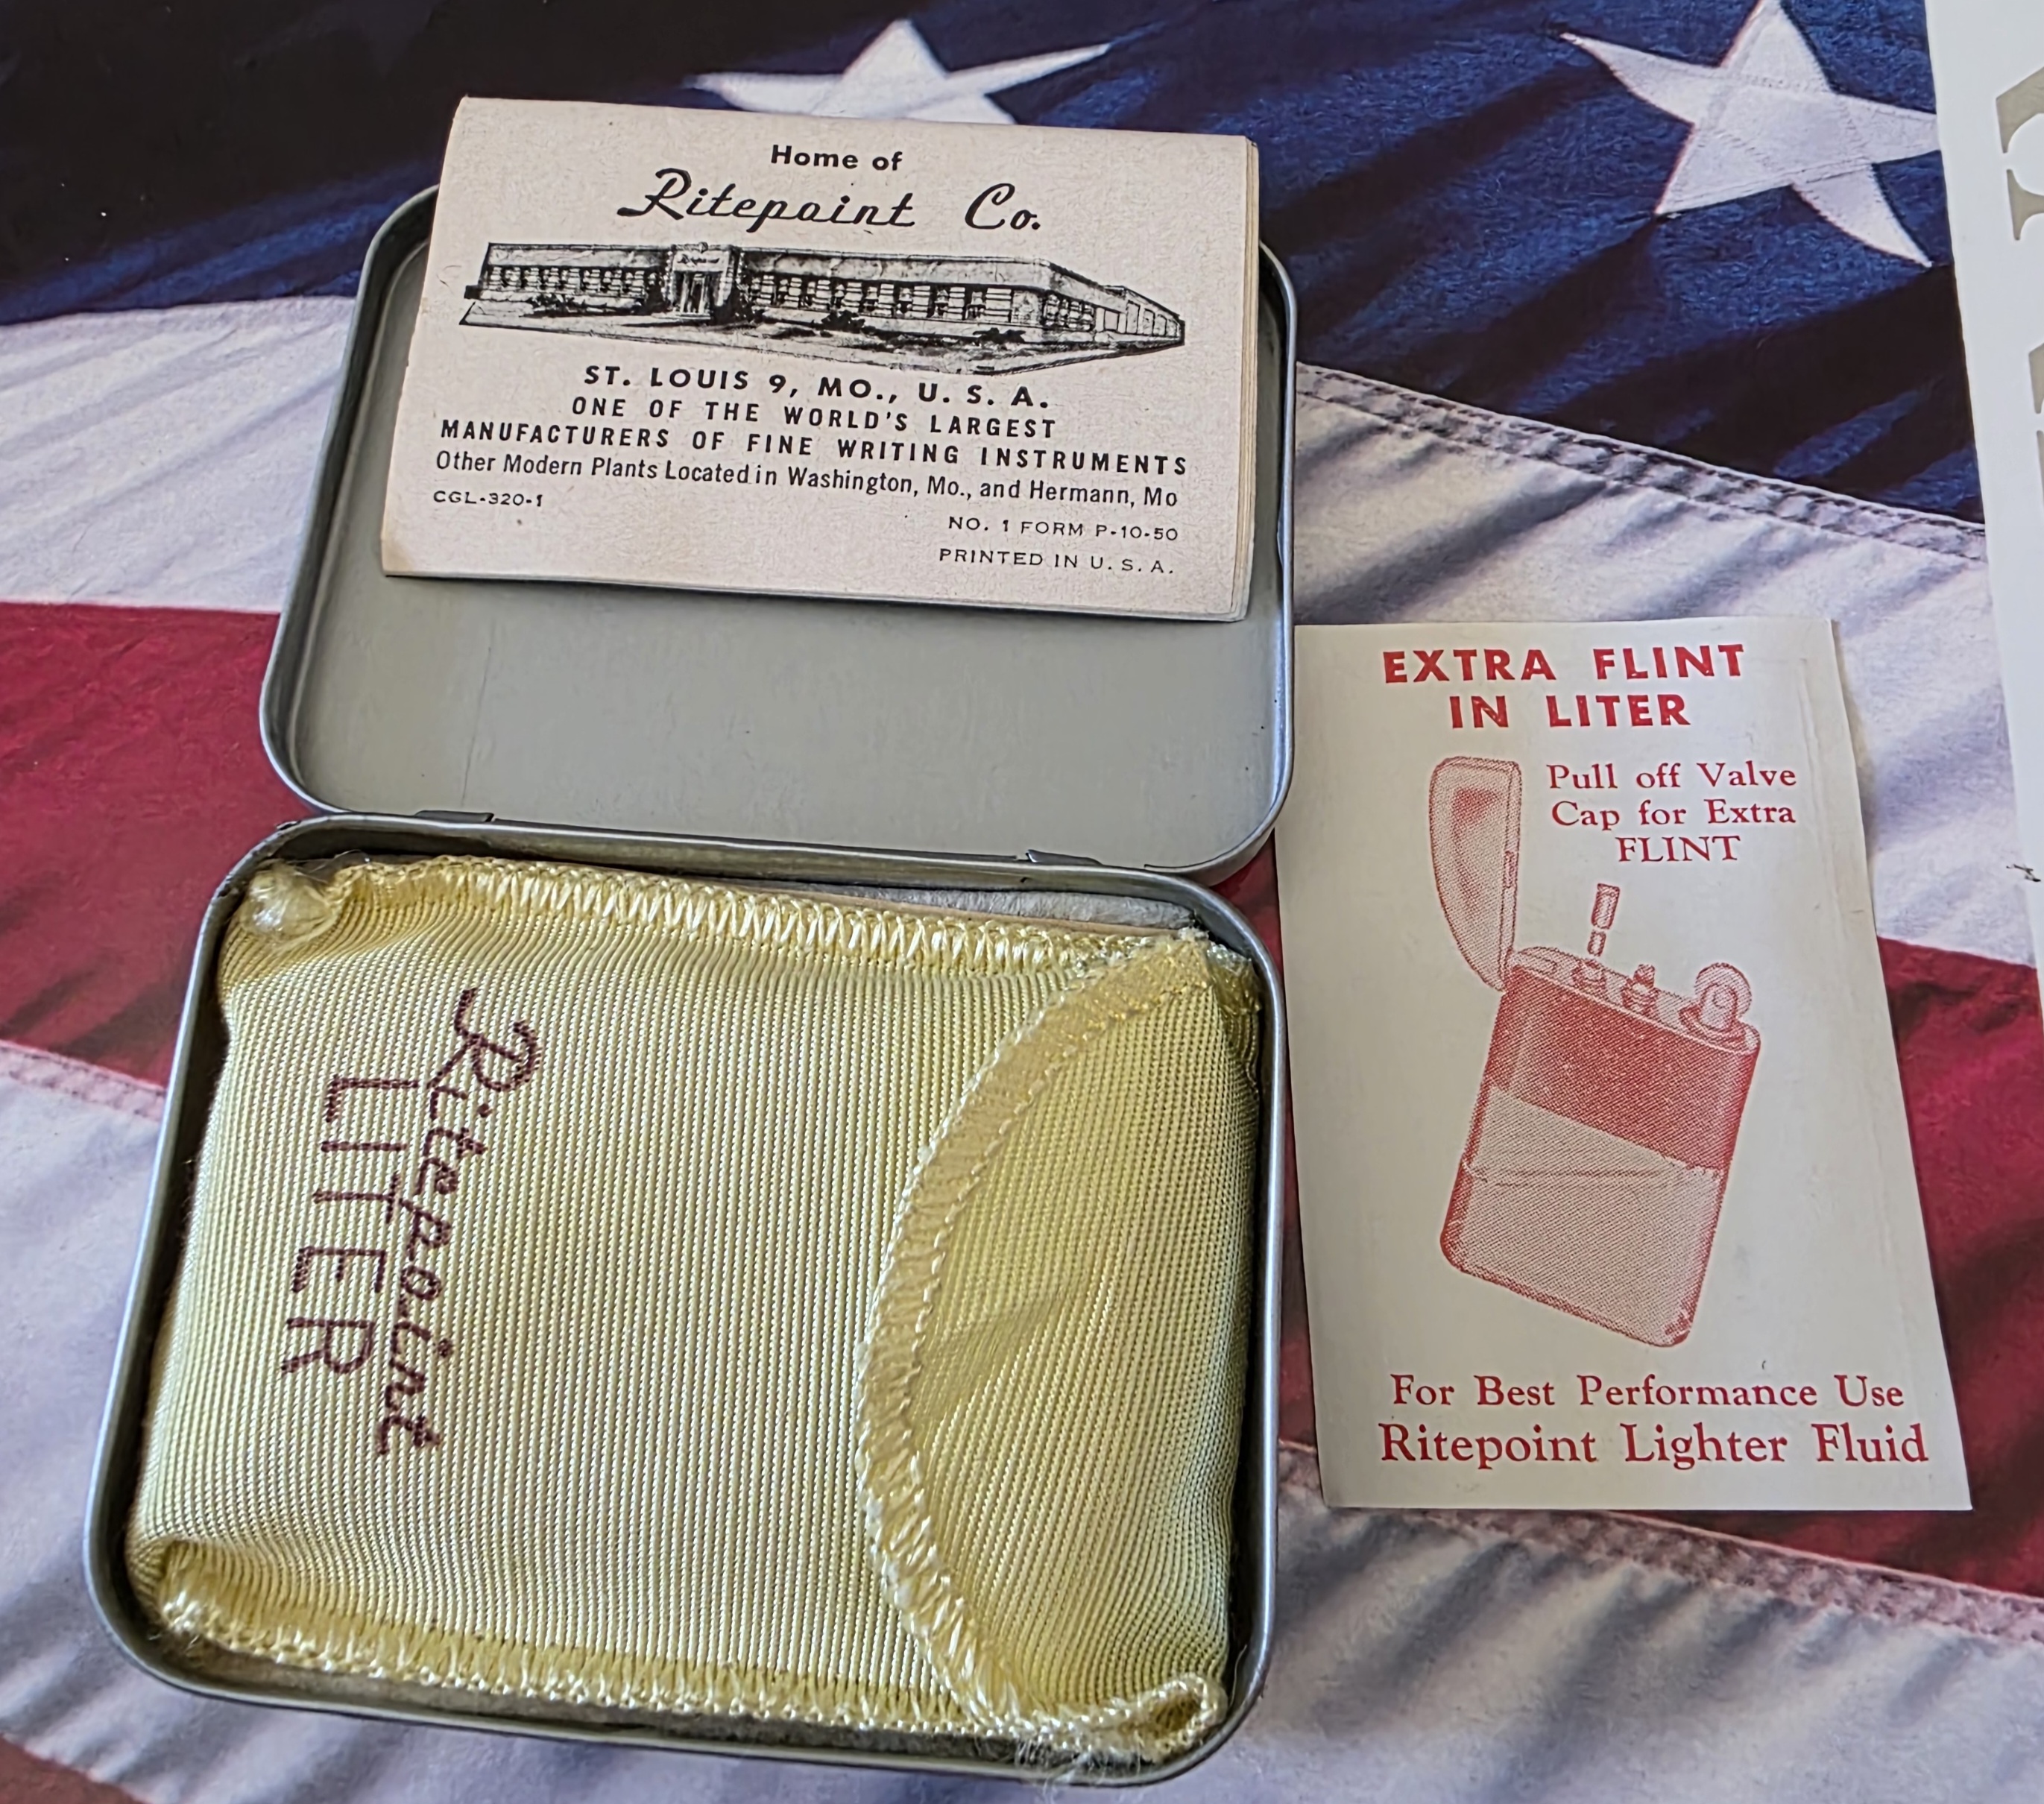 Home of
Ritepoint Co.
ST. LOUIS 9, MO., U. S. A.
ONE OF THE WORLD'S LARGEST
MANUFACTURERS OF FINE WRITING INSTRUMENTS
Other Modern Plants Located in Washington, Mo., and Hermann, Mo
CGL-320-1
NO. 1 FORM P-10-50
PRINTED IN U. S. A.
EXTRA FLINT
IN LITER
Pull off Valve
Cap for Extra
FLINT
For Best Performance Use
Ritepoint Lighter Fluid
Ritepoint
LITER